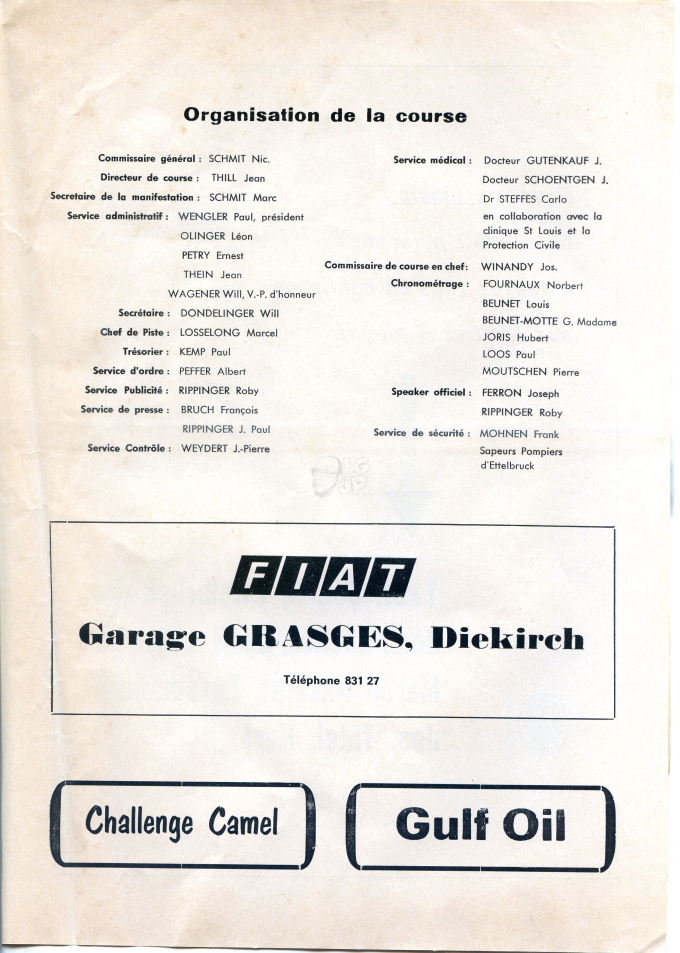 Organisation de la course
Commissaire général : SCHMIT Nic.
Directeur de course : THILL Jean
Secretaire de la manifestation : SCHMIT Marc
Service administratif : WENGLER Paul, président
OLINGER Léon
PETRY Ernest
THEIN Jean
WAGENER Will, V.-P. d'honneur
Secrétaire : DONDELINGER Will
Chef de Piste : LOSSELONG Marcel
Trésorier : KEMP Paul
Service d'ordre : PEFFER Albert
Service Publicité : RIPPINGER Roby
Service de presse : BRUCH François
RIPPINGER J. Paul
Service Contrôle : WEYDERT J.-Pierre
Service médical : Docteur GUTENKAUF J.
Docteur SCHOENTGEN J.
Dr STEFFES Carlo
en collaboration avec la
clinique St Louis et la
Protection Civile
Commissaire de course en chef : WINANDY Jos.
Chronométrage : FOURNAUX Norbert
BEUNET Louis
BEUNET-MOTTE G. Madame
JORIS Hubert
LOOS Paul
MOUTSCHEN Pierre
Speaker officiel : FERRON Joseph
RIPPINGER Roby
Service de sécurité : MOHNEN Frank
Sapeurs Pompiers
d'Ettelbruck
LG
JP
FIAT
Garage GRASGES, Diekirch
Téléphone 831 27
Challenge Camel
Gulf Oil